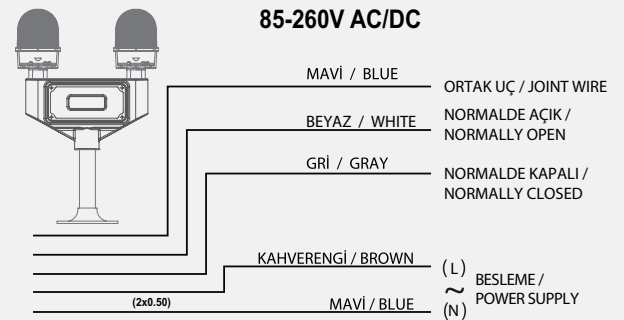 85-260V AC/DC
MAVİ / BLUE
ORTAK UÇ / JOINT WIRE
BEYAZ / WHITE
NORMALDE AÇIK /
NORMALLY OPEN
GRİ / GRAY
NORMALDE KAPALI /
NORMALLY CLOSED
KAHVERENGİ / BROWN
(L)
~
BESLEME /
POWER SUPPLY
(2x0.50)
MAVİ / BLUE
(N)